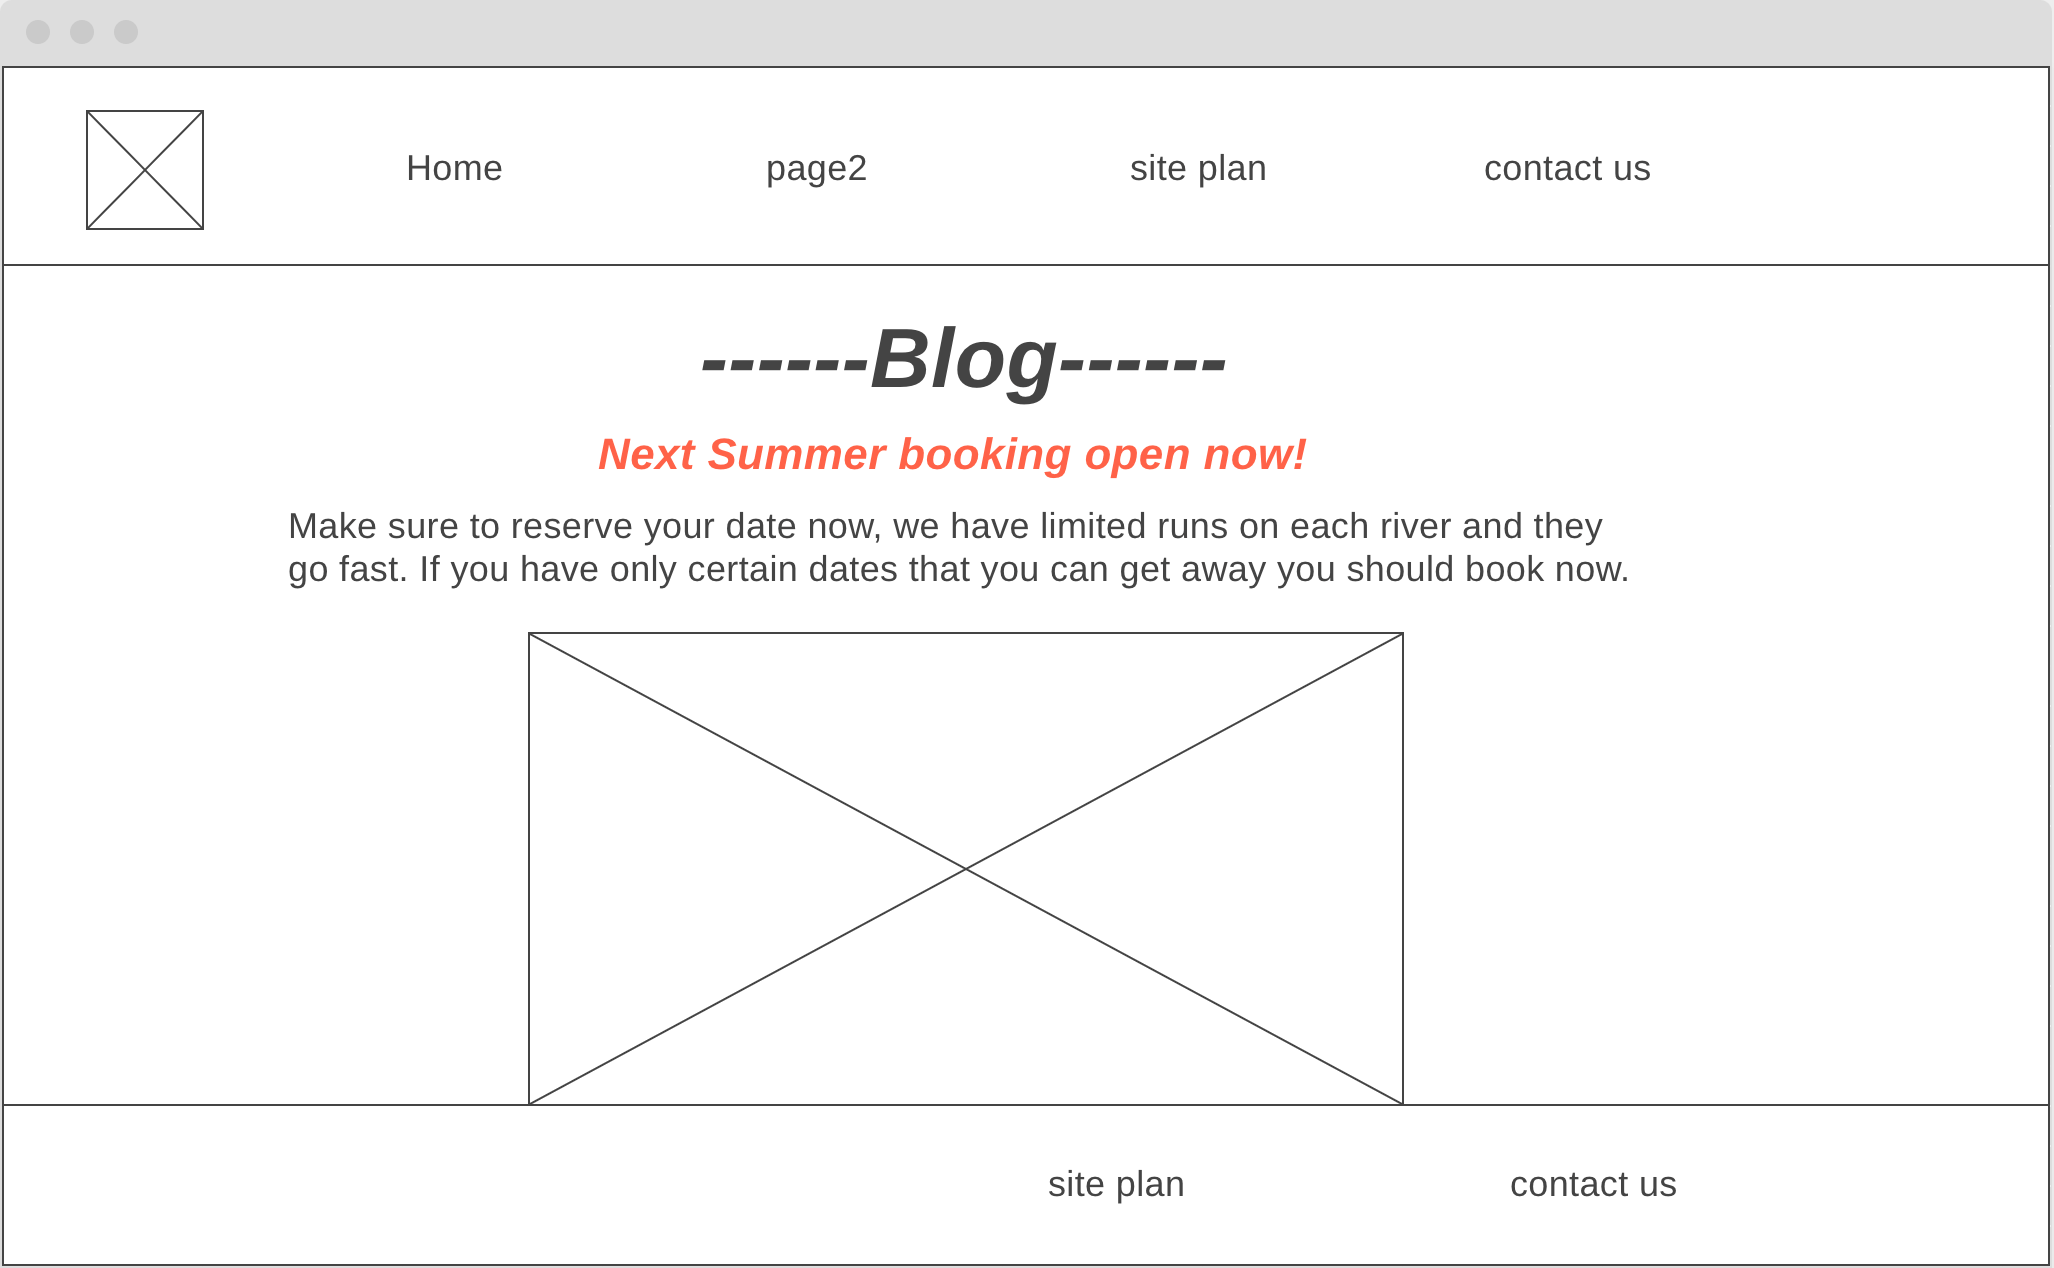 Home page2 site plan contact us
------Blog------
Next Summer booking open now!
Make sure to reserve your date now, we have limited runs on each river and they
go fast. If you have only certain dates that you can get away you should book now.
site plan contact us